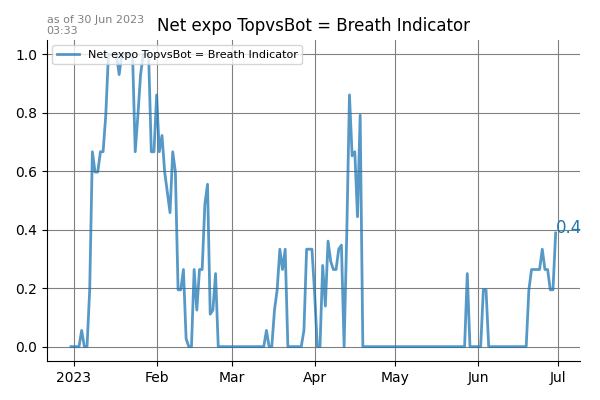 as of 30 Jun 2023
03:33
Net expo TopvsBot = Breath Indicator
Net expo TopvsBot = Breath Indicator
1.0
0.8
0.6
0.4
0.2
0.0
0.4
2023 Feb Mar Apr May Jun Jul